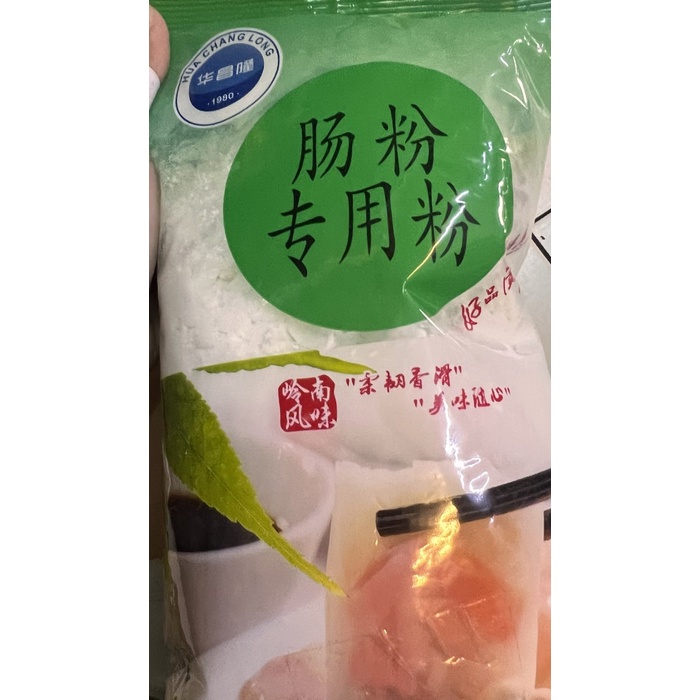 HUA CHANG LONG
华昌隆
·1980·
肠粉
专用粉
好品质
岭南
风味
"柔韧香滑"
"美味随心"